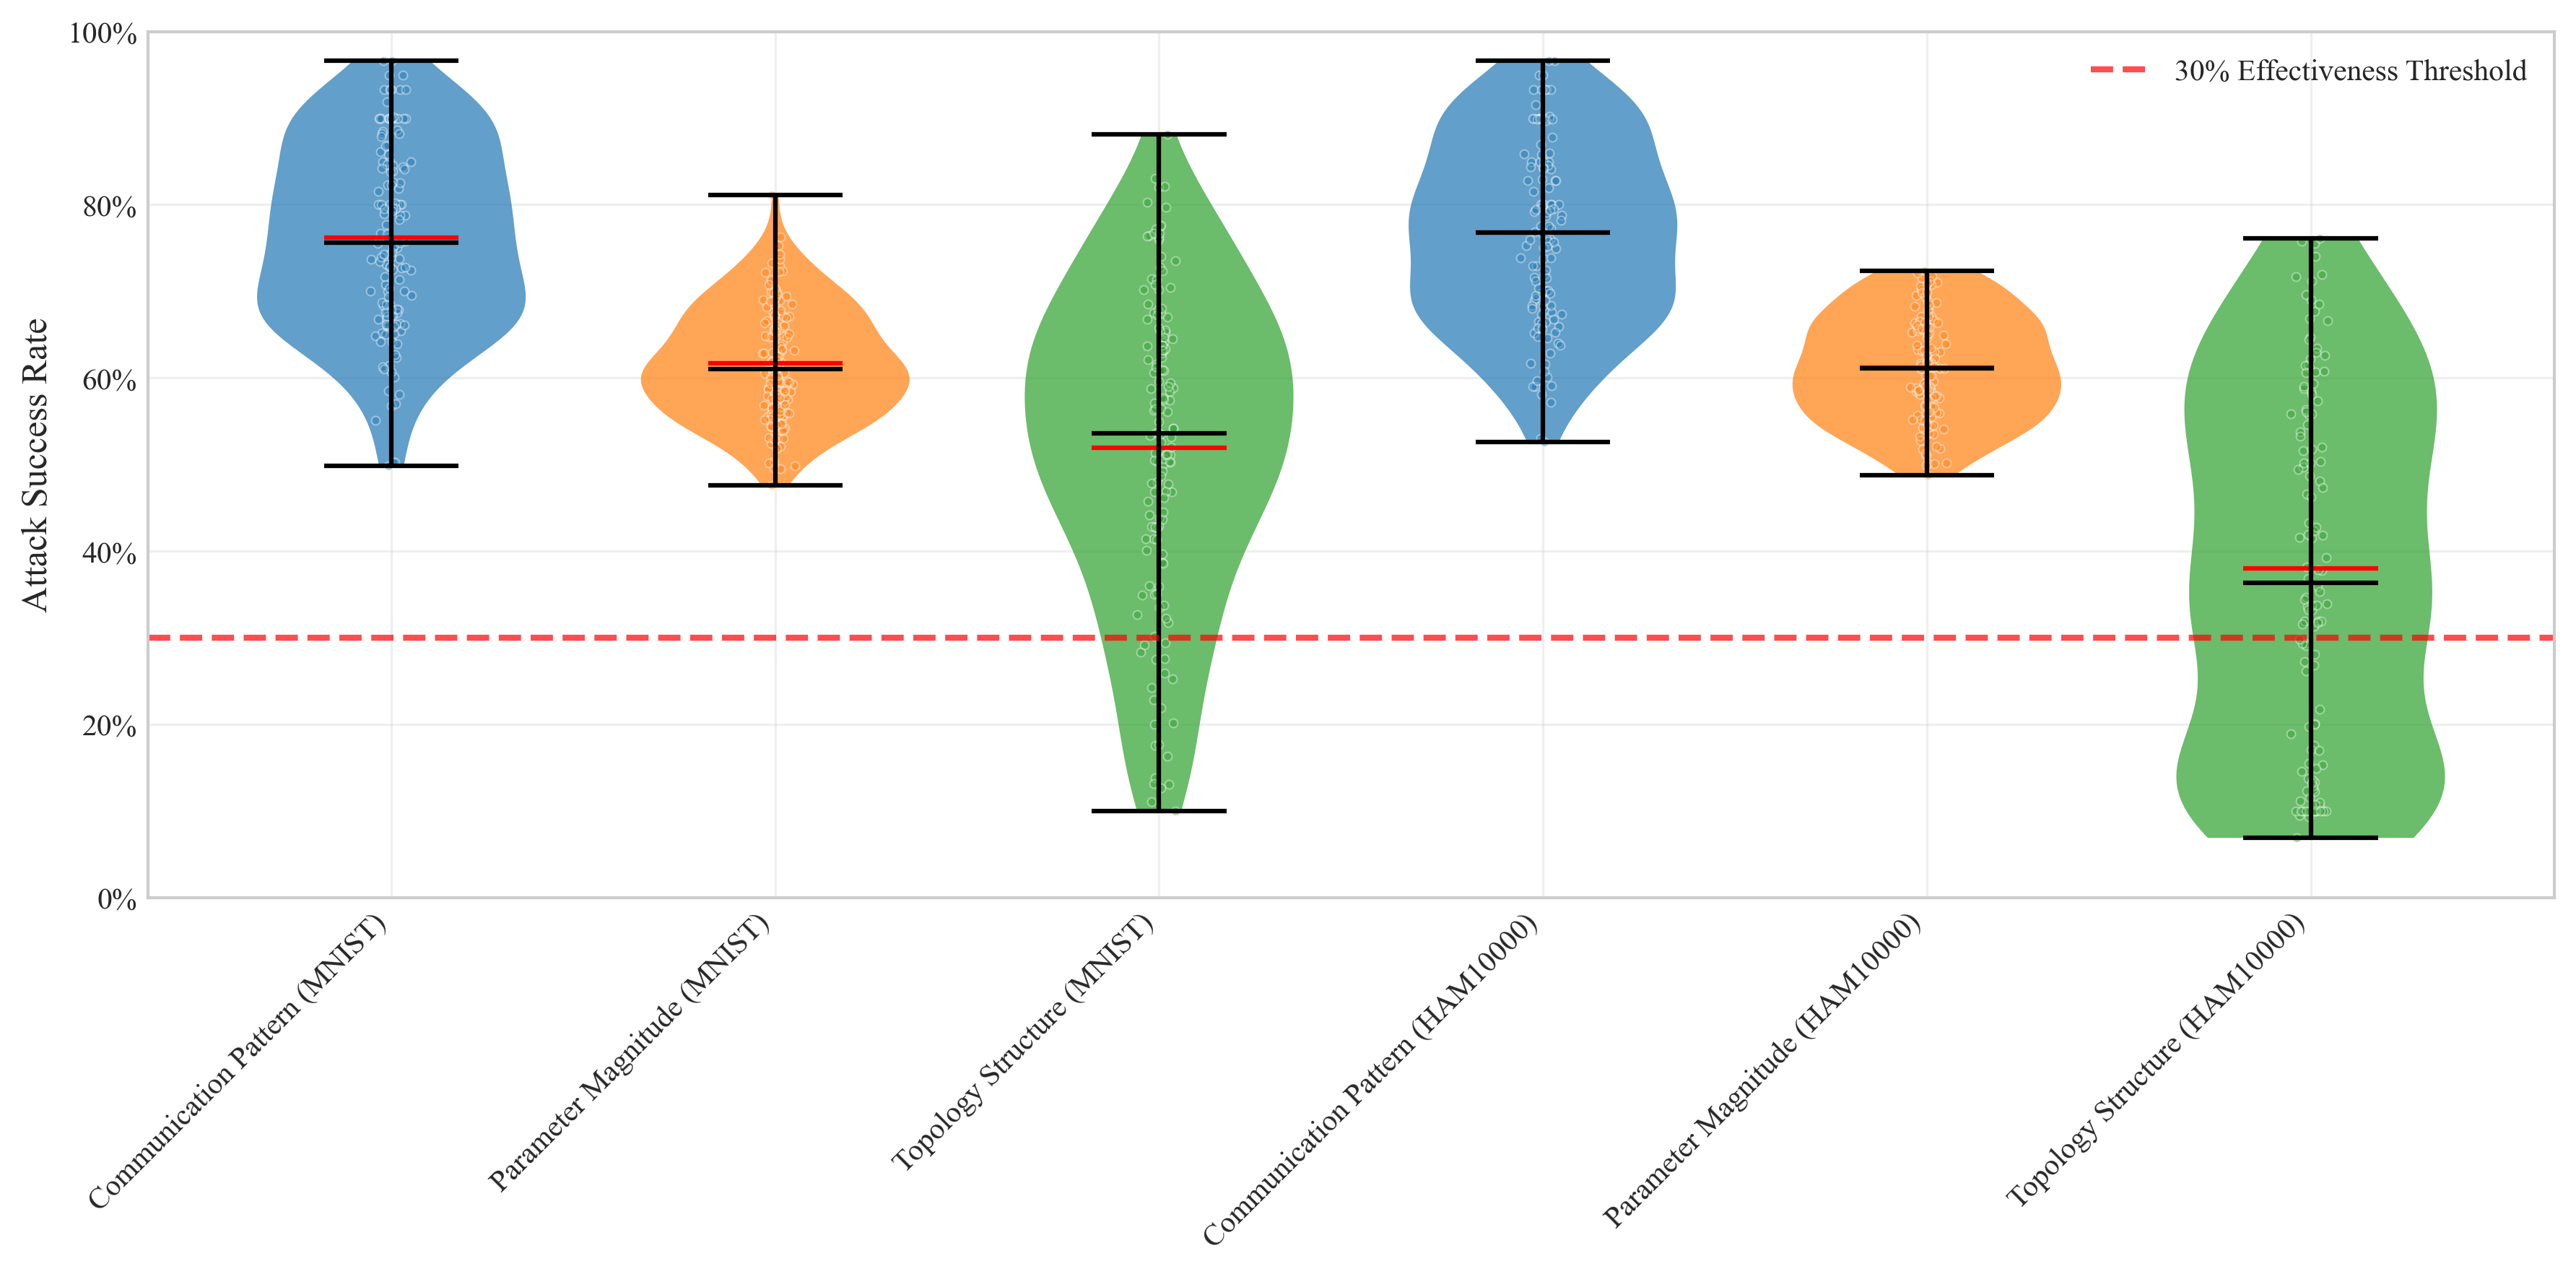 100%
80%
60%
40%
20%
0%
Attack Success Rate
30% Effectiveness Threshold
Communication Pattern (MNIST)
Parameter Magnitude (MNIST)
Topology Structure (MNIST)
Communication Pattern (HAM10000)
Parameter Magnitude (HAM10000)
Topology Structure (HAM10000)